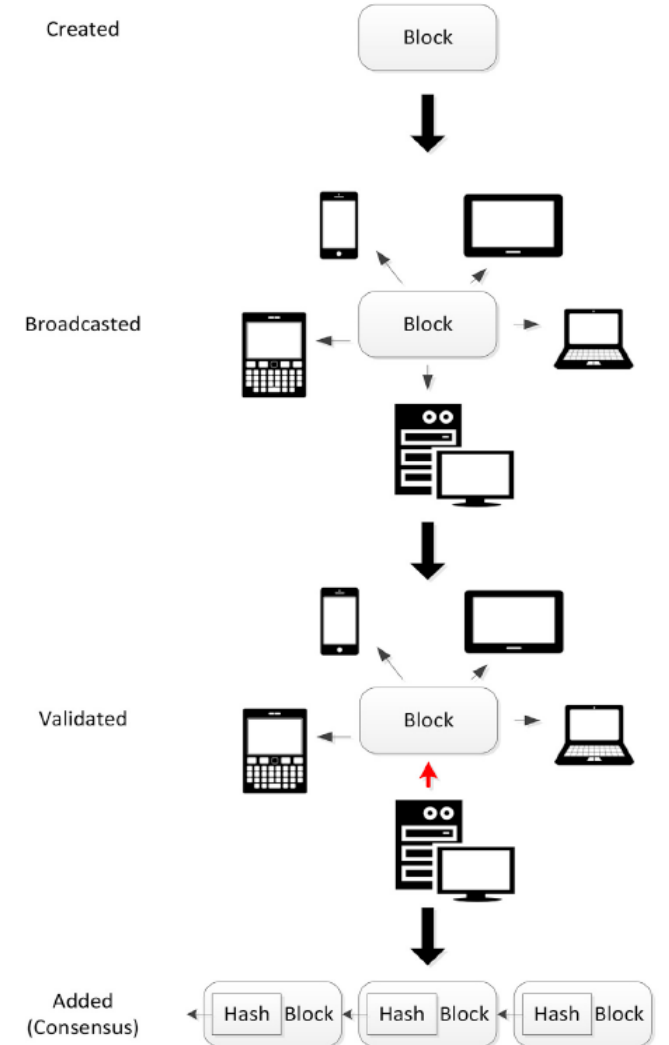 Created
Block
Broadcasted
Block
Validated
Block
Added
(Consensus)
Hash Block
Hash Block
Hash Block